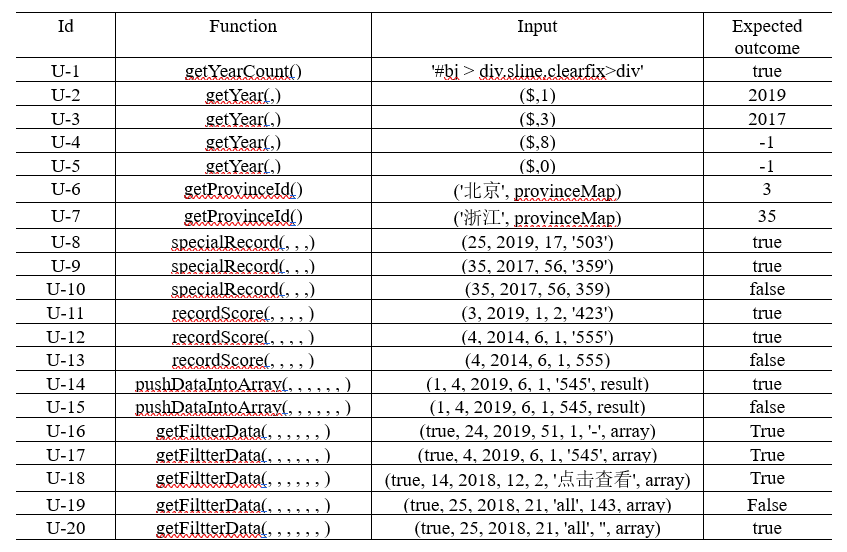 Id Function Input Expected outcome
U-1 getYearCount() '#bj > div.sline.clearfix>div' true
U-2 getYear(,) ($,1) 2019
U-3 getYear(,) ($,3) 2017
U-4 getYear(,) ($,8) -1
U-5 getYear(,) ($,0) -1
U-6 getProvinceId() ('北京', provinceMap) 3
U-7 getProvinceId() ('浙江', provinceMap) 35
U-8 specialRecord(, , ,) (25, 2019, 17, '503') true
U-9 specialRecord(, , ,) (35, 2017, 56, '359') true
U-10 specialRecord(, , ,) (35, 2017, 56, 359) false
U-11 recordScore(, , , , ) (3, 2019, 1, 2, '423') true
U-12 recordScore(, , , , ) (4, 2014, 6, 1, '555') true
U-13 recordScore(, , , , ) (4, 2014, 6, 1, 555) false
U-14 pushDataIntoArray(, , , , , , ) (1, 4, 2019, 6, 1, '545', result) true
U-15 pushDataIntoArray(, , , , , , ) (1, 4, 2019, 6, 1, 545, result) false
U-16 getFiltterData(, , , , , , ) (true, 24, 2019, 51, 1, '-', array) True
U-17 getFiltterData(, , , , , , ) (true, 4, 2019, 6, 1, '545', array) True
U-18 getFiltterData(, , , , , , ) (true, 14, 2018, 12, 2, '点击查看', array) True
U-19 getFiltterData(, , , , , , ) (true, 25, 2018, 21, 'all', 143, array) False
U-20 getFiltterData(, , , , , , ) (true, 25, 2018, 21, 'all', '', array) true